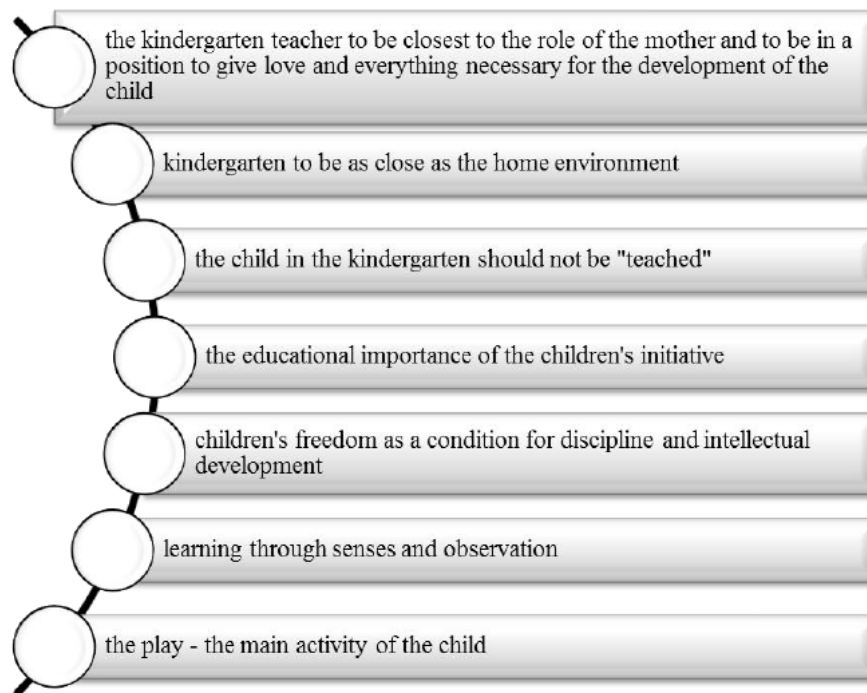 the kindergarten teacher to be closest to the role of the mother and to be in a
position to give love and everything necessary for the development of the
child
kindergarten to be as close as the home environment
the child in the kindergarten should not be "teached"
the educational importance of the children's initiative
children's freedom as a condition for discipline and intellectual
development
learning through senses and observation
the play - the main activity of the child